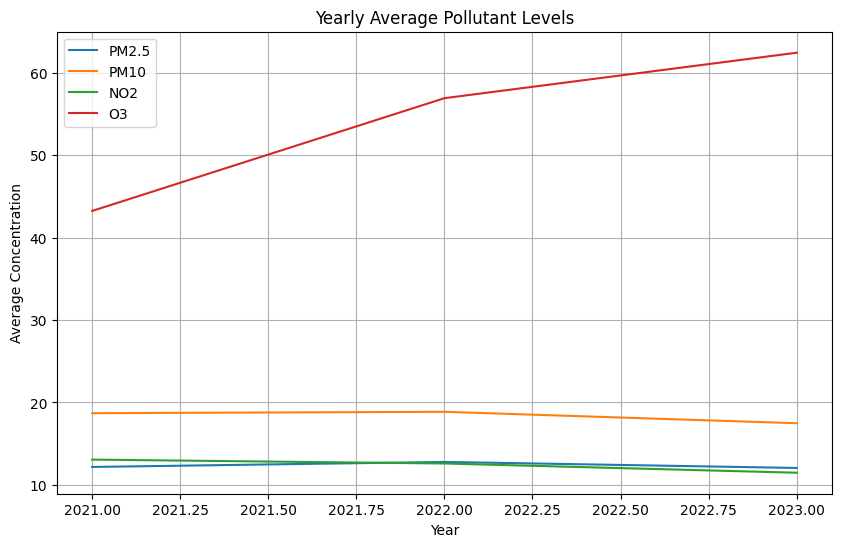 Yearly Average Pollutant Levels
PM2.5
PM10
NO2
O3
60
50
40
30
20
10
Average Concentration
2021.00 2021.25 2021.50 2021.75 2022.00 2022.25 2022.50 2022.75 2023.00
Year